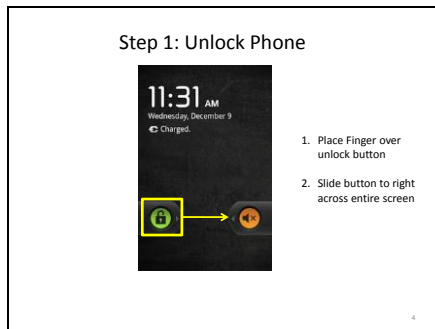 Step 1: Unlock Phone
11:31 AM
Wednesday, December 9
Charged.
1. Place Finger over
unlock button
2. Slide button to right
across entire screen
4